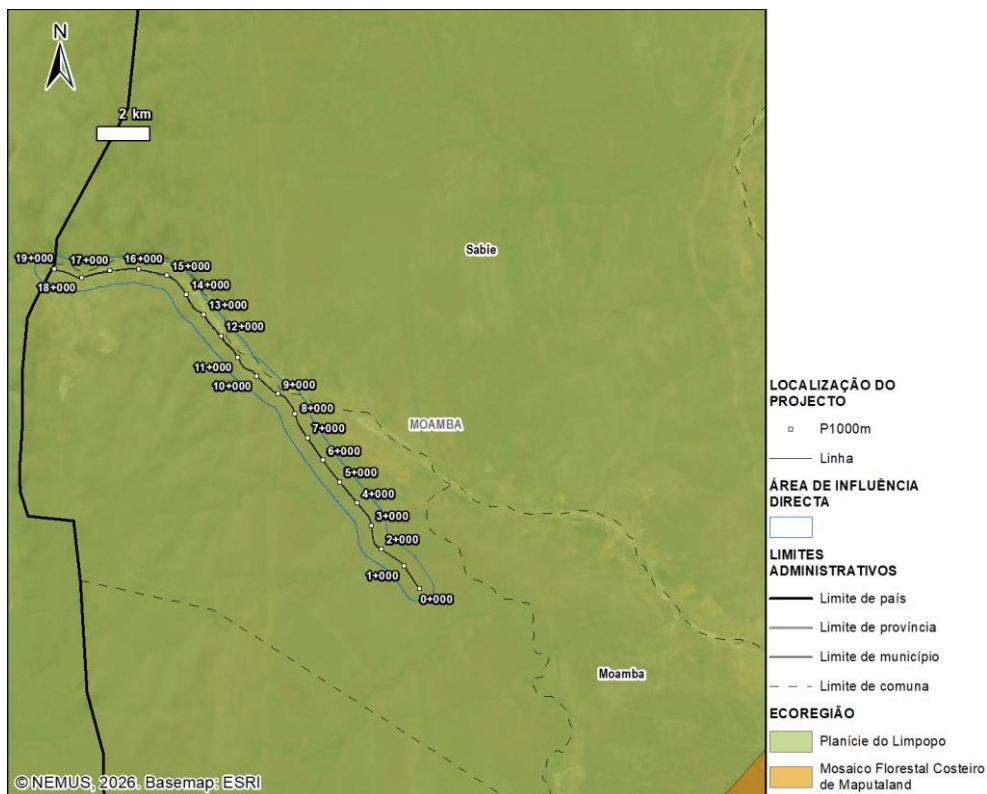 N
2 km
Sabie
19+000
17+000
16+000
15+000
18+000
14+000
13+000
12+000
11+000
10+000
9+000
8+000
MOAMBA
7+000
6+000
5+000
4+000
3+000
2+000
1+000
0+000
Moamba
© NEMUS, 2026. Basemap: ESRI
LOCALIZAÇÃO DO
PROJECTO
P1000m
Linha
ÁREA DE INFLUÊNCIA
DIRECTA
LIMITES
ADMINISTRATIVOS
Limite de país
Limite de província
Limite de município
Limite de comuna
ECOREGIÃO
Planície do Limpopo
Mosaico Florestal Costeiro
de Maputaland